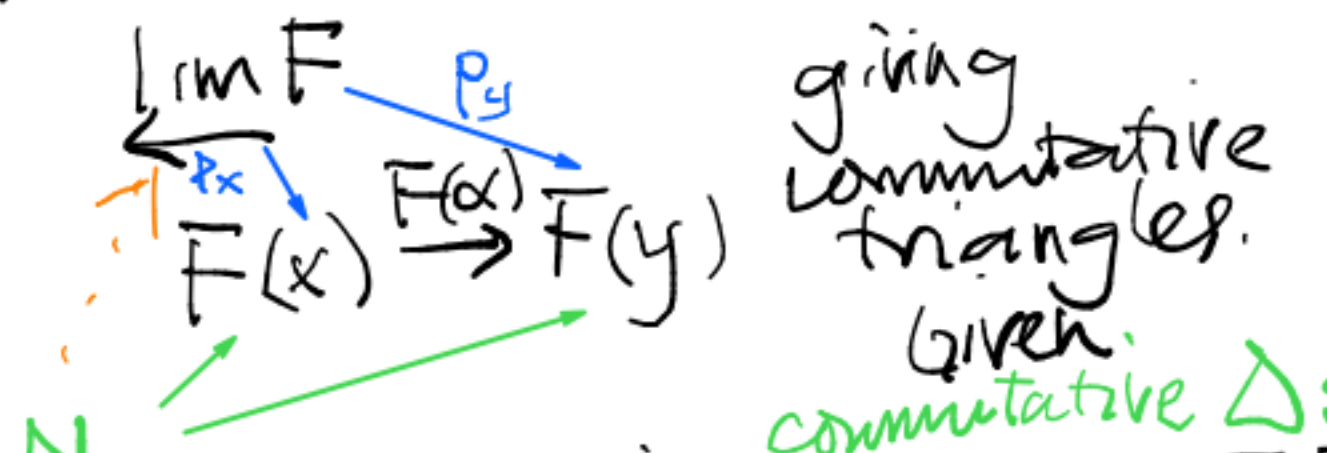 lim F
p_y
←
p_x
F(α)
F(x) → F(y)
N
giving
commutative
triangles.
Given.
commutative Δs